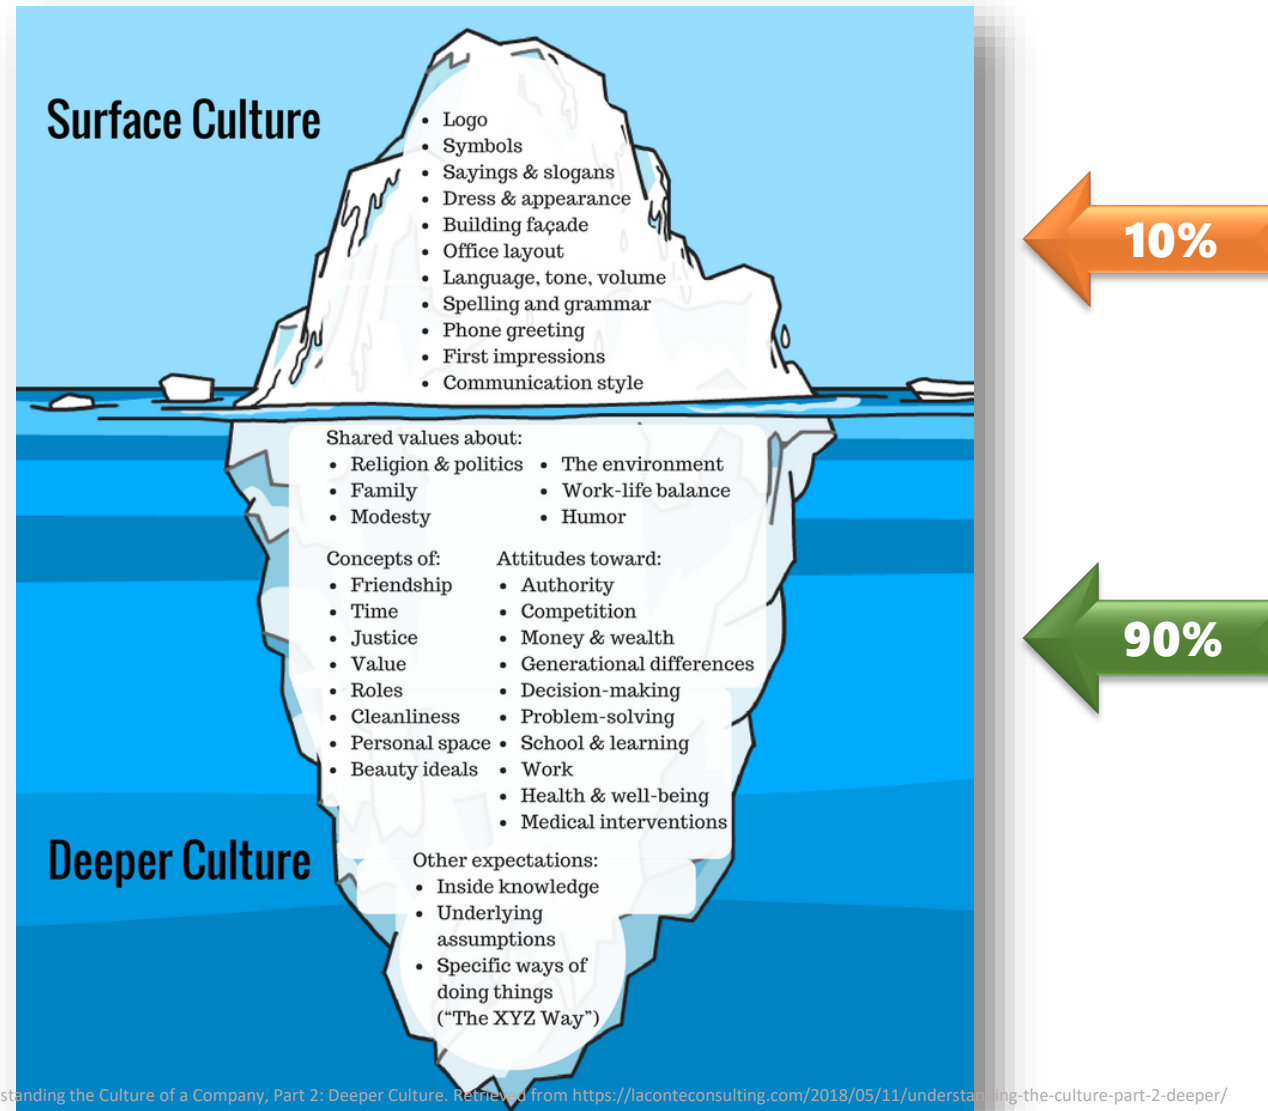 Surface Culture
• Logo
• Symbols
• Sayings & slogans
• Dress & appearance
• Building façade
• Office layout
• Language, tone, volume
• Spelling and grammar
• Phone greeting
• First impressions
• Communication style
10%
Shared values about:
• Religion & politics
• Family
• Modesty
• The environment
• Work-life balance
• Humor
Concepts of:
• Friendship
• Time
• Justice
• Value
• Roles
• Cleanliness
• Personal space
• Beauty ideals
Attitudes toward:
• Authority
• Competition
• Money & wealth
• Generational differences
• Decision-making
• Problem-solving
• School & learning
• Work
• Health & well-being
• Medical interventions
90%
Deeper Culture
Other expectations:
• Inside knowledge
• Underlying
assumptions
• Specific ways of
doing things
(“The XYZ Way”)
standing the Culture of a Company, Part 2: Deeper Culture. Retrieved from https://laconteconsulting.com/2018/05/11/understanding-the-culture-part-2-deeper/